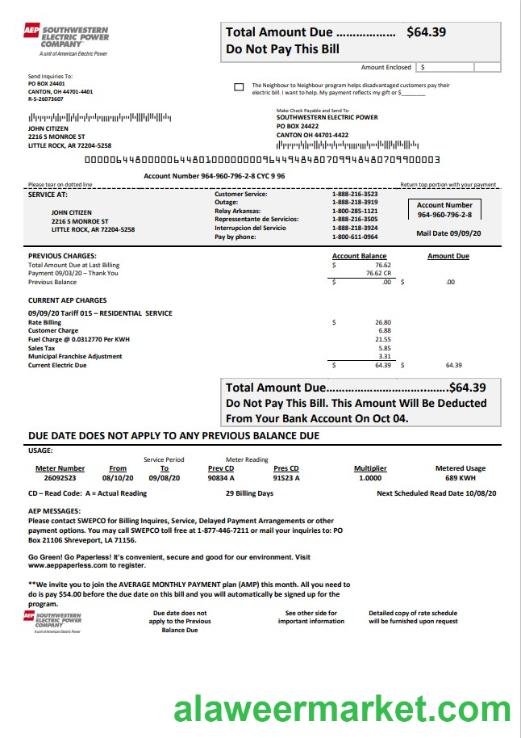 AEP SOUTHWESTERN
ELECTRIC POWER
COMPANY
A unit of American Electric Power
Total Amount Due ……………… $64.39
Do Not Pay This Bill
Amount Enclosed $
Send Inquiries To:
PO BOX 24401
CANTON, OH 44701-4401
R-S-26073607
The Neighbour to Neighbour program helps disadvantaged customers pay their
electric bill. I want to help. My payment reflects my gift or $______
JOHN CITIZEN
2216 S MONROE ST
LITTLE ROCK, AR 72204-5258
Make Check Payable and Send To
SOUTHWESTERN ELECTRIC POWER
PO BOX 24422
CANTON, OH 44701-4422
Account Number 964-960-796-2-8 CYC 9 96
Please tear on dotted line
Return top portion with your payment
SERVICE AT:
JOHN CITIZEN
2216 S MONROE ST
LITTLE ROCK, AR 72204-5258
Customer Service: 1-888-216-3523
Outage: 1-888-218-3919
Relay Arkansas: 1-800-285-1121
Repressentante de Servicios: 1-888-216-3505
Interrupcion del Servicio 1-888-218-3924
Pay by phone: 1-800-611-0964
Account Number
964-960-796-2-8
Mail Date 09/09/20
PREVIOUS CHARGES: Account Balance Amount Due
Total Amount Due at Last Billing $ 76.62
Payment 09/03/20 – Thank You 76.62 CR
Previous Balance $ .00 $ .00
CURRENT AEP CHARGES
09/09/20 Tariff 015 – RESIDENTIAL SERVICE
Rate Billing $ 26.80
Customer Charge 6.88
Fuel Charge @ 0.0312770 Per KWH 21.55
Sales Tax 5.85
Municipal Franchise Adjustment 3.31
Current Electric Due $ 64.39 $ 64.39
Total Amount Due……………………………$64.39
Do Not Pay This Bill. This Amount Will Be Deducted
From Your Bank Account On Oct 04.
DUE DATE DOES NOT APPLY TO ANY PREVIOUS BALANCE DUE
USAGE:
Service Period Meter Reading
Meter Number From To Prev CD Pres CD Multiplier Metered Usage
26092523 08/10/20 09/08/20 90834 A 91523 A 1.0000 689 KWH
CD – Read Code: A = Actual Reading 29 Billing Days Next Scheduled Read Date 10/08/20
AEP MESSAGES:
Please contact SWEPCO for Billing Inquires, Service, Delayed Payment Arrangements or other
payment options. You may call SWEPCO toll free at 1-877-446-7211 or mail your inquiries to: PO
Box 21106 Shreveport, LA 71156.
Go Green! Go Paperless! It's convenient, secure and good for our environment. Visit
www.aeppaperless.com to register.
**We invite you to join the AVERAGE MONTHLY PAYMENT plan (AMP) this month. All you need to
do is pay $54.00 before the due date on this bill and you will automatically be signed up for the
program.
AEP SOUTHWESTERN
ELECTRIC POWER
COMPANY
A unit of American Electric Power
Due date does not
apply to the Previous
Balance Due
See other side for
important information
Detailed copy of rate schedule
will be furnished upon request
alaweermarket.com